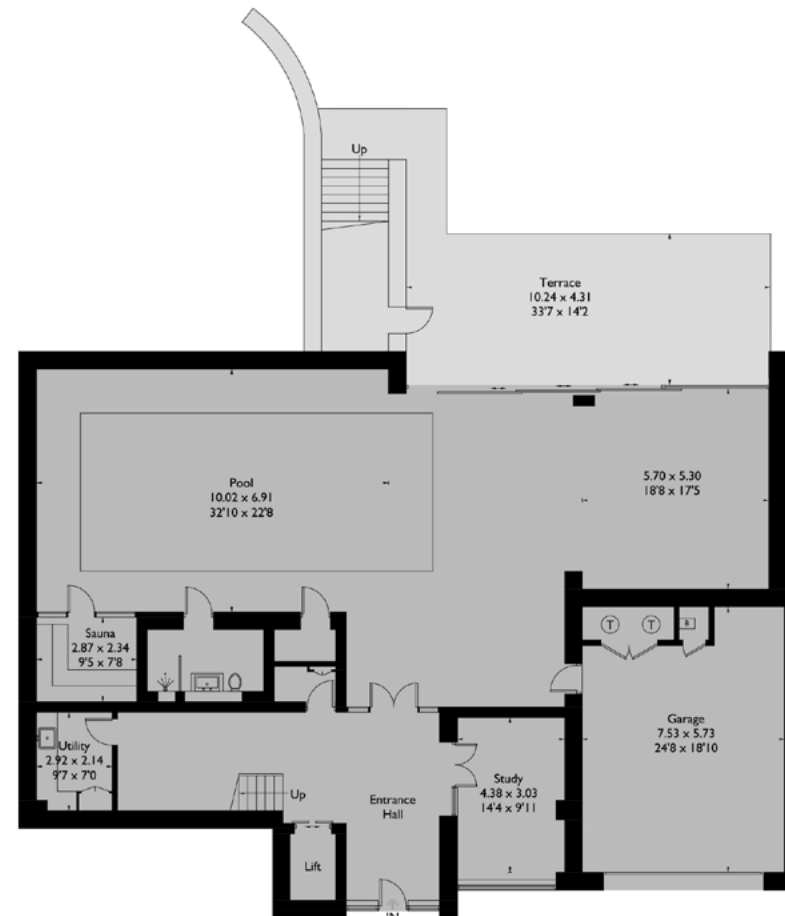 Up
Terrace
10.24 x 4.31
33'7 x 14'2
Pool
10.02 x 6.91
32'10 x 22'8
5.70 x 5.30
18'8 x 17'5
Sauna
2.87 x 2.34
9'5 x 7'8
T
T
B
Utility
2.92 x 2.14
9'7 x 7'0
Garage
7.53 x 5.73
24'8 x 18'10
Study
4.38 x 3.03
14'4 x 9'11
Up
Entrance
Hall
Lift
IN